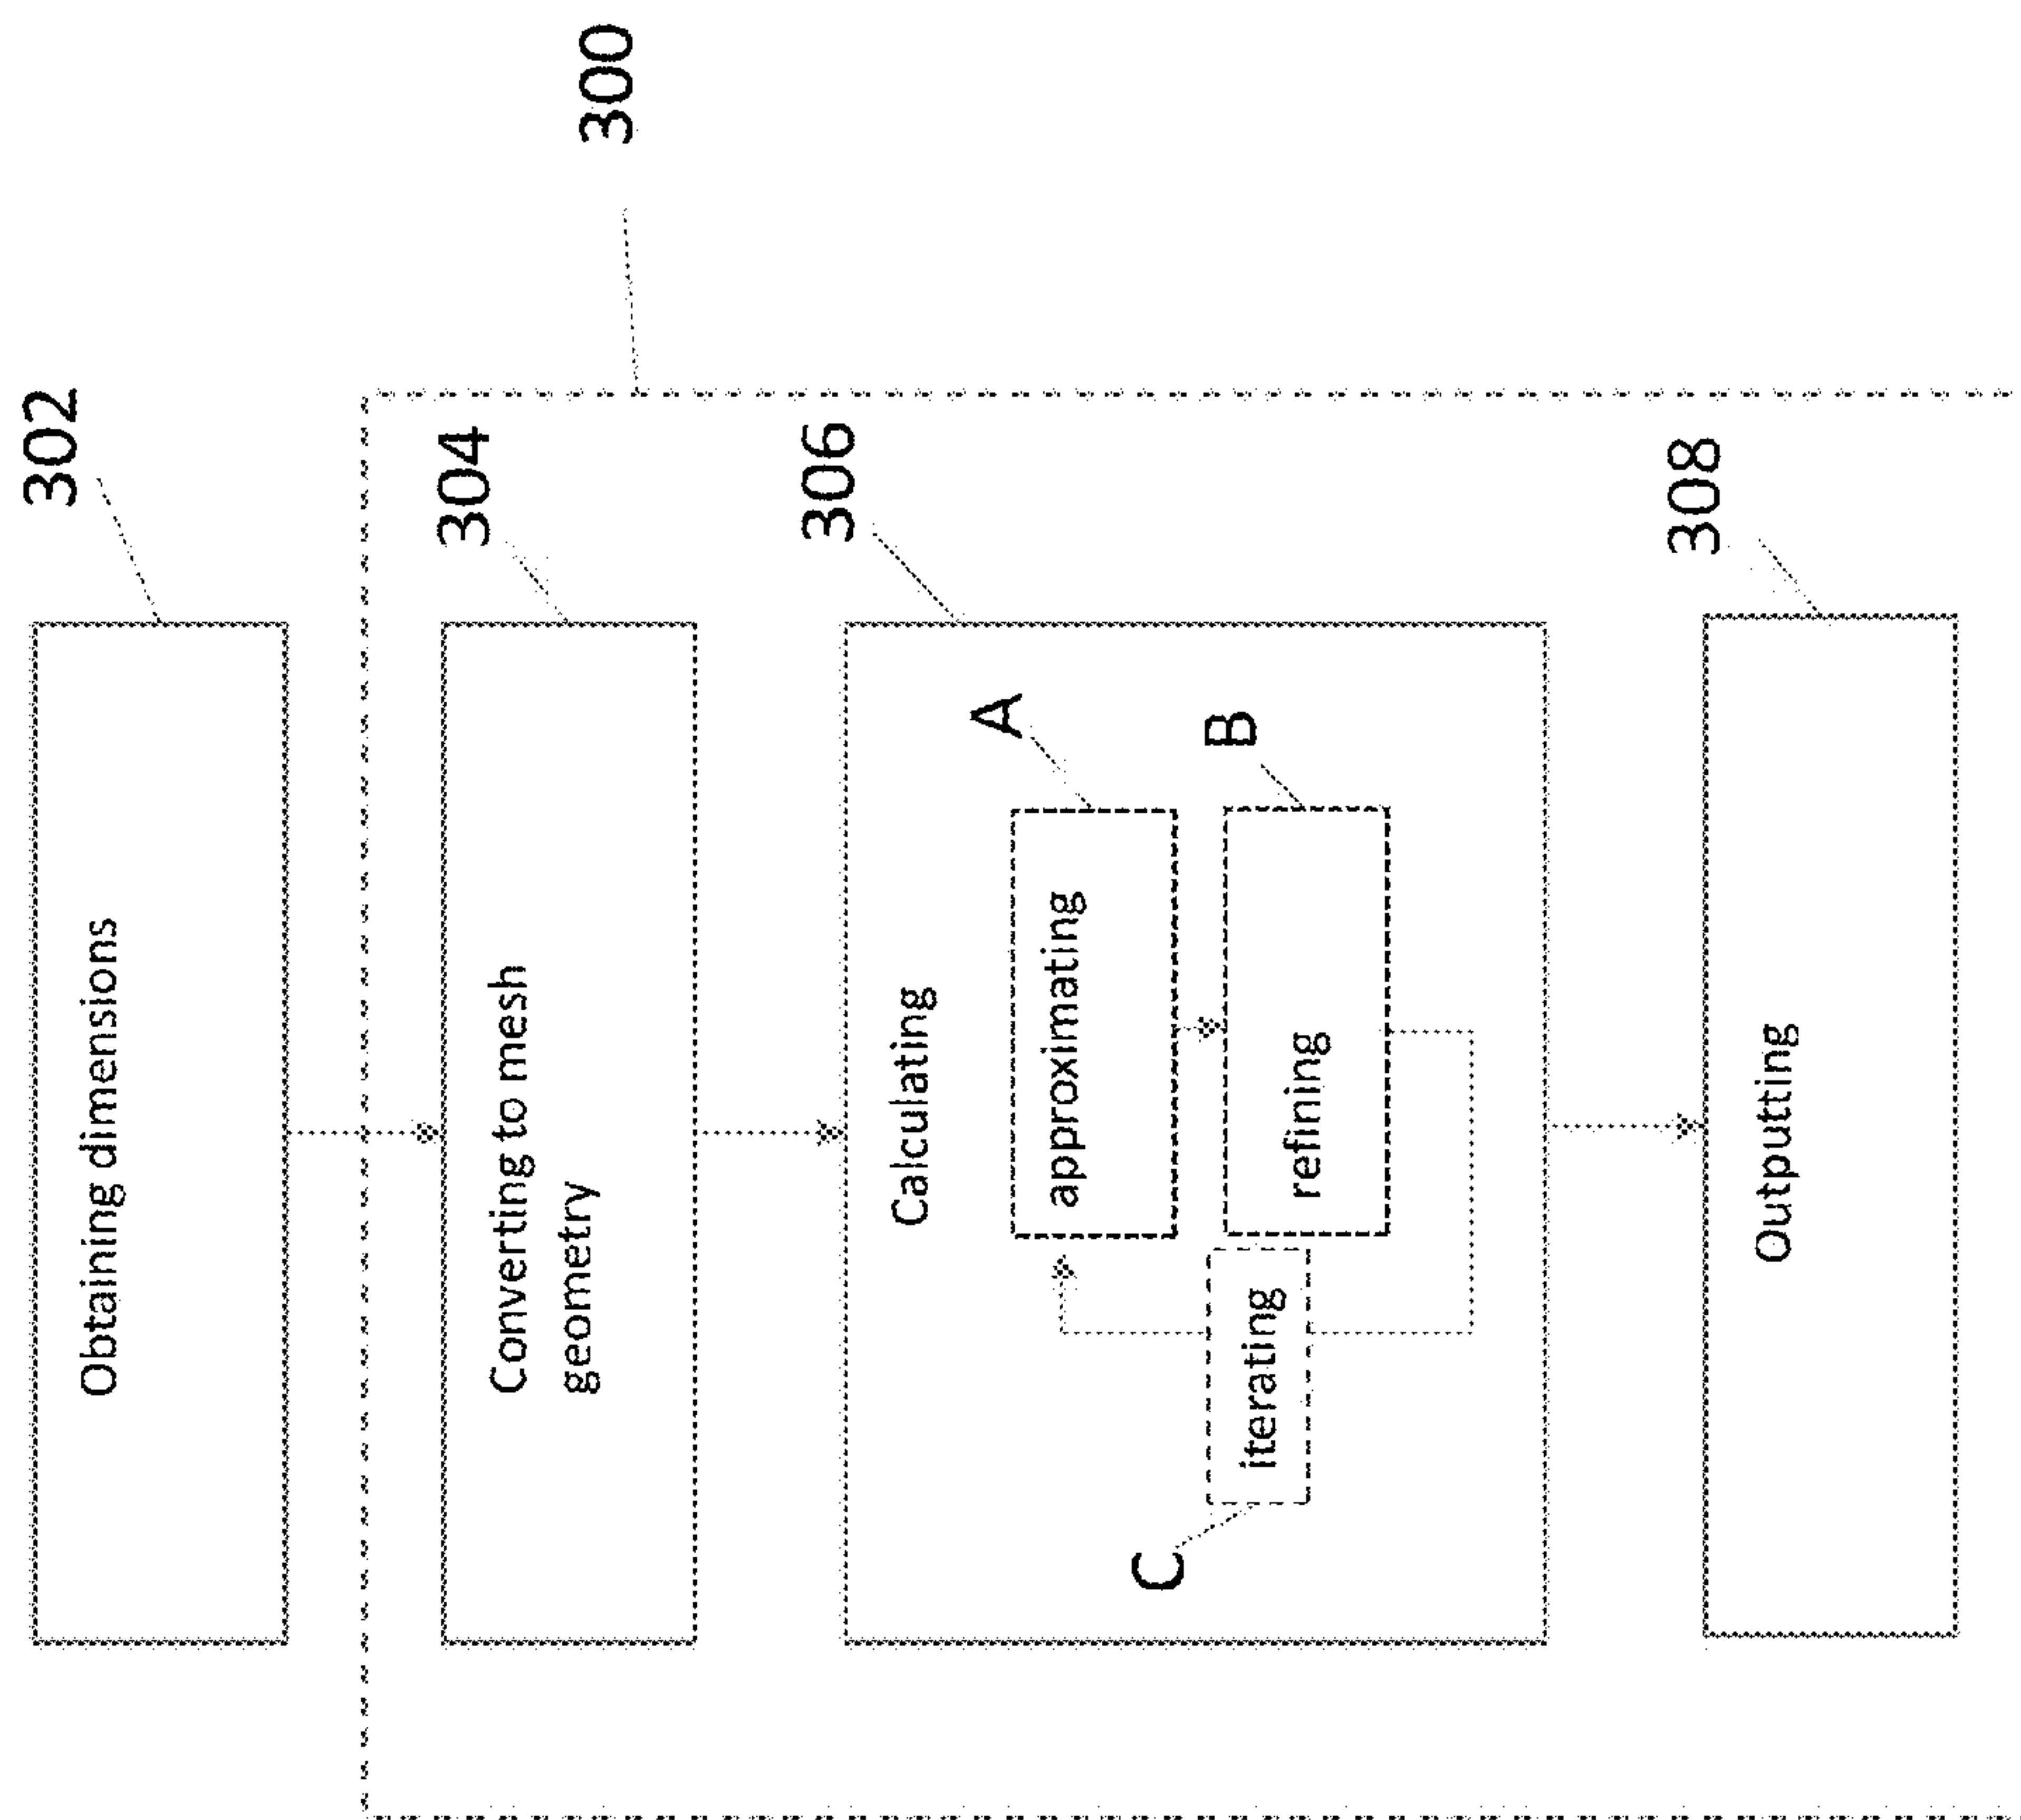 302
Obtaining dimensions
300
304
Converting to mesh
geometry
306
Calculating
A
approximating
B
refining
C
iterating
308
Outputting